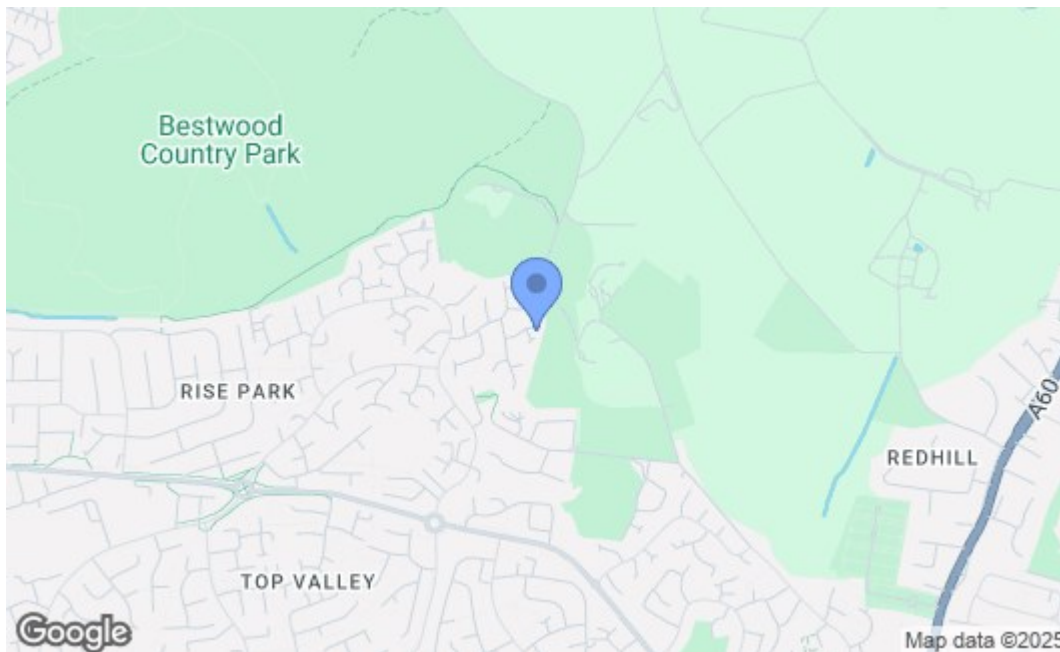 Bestwood
Country Park
RISE PARK
A60
REDHILL
TOP VALLEY
Google
Map data ©2025